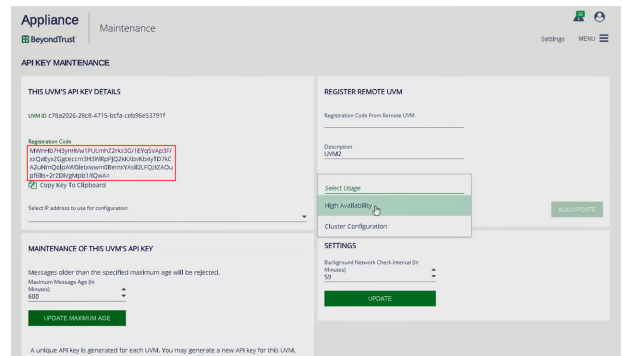 Appliance
BeyondTrust
Maintenance
Settings
MENU
API KEY MAINTENANCE
THIS UVM'S API KEY DETAILS
UVM ID c78a2026-28c8-4715-bcfa-ceb96e53791f
Registration Code
Copy Key To Clipboard
Select IP address to use for configuration
REGISTER REMOTE UVM
Registration Code From Remote UVM
Description
UVM2
Select Usage
High Availability
Cluster Configuration
ADD/UPDATE
MAINTENANCE OF THIS UVM'S API KEY
Messages older than the specified maximum age will be rejected.
Maximum Message Age (In
Minutes)
600
UPDATE MAXIMUM AGE
A unique API key is generated for each UVM. You may generate a new API key for this UVM.
SETTINGS
Background Network Check Interval (In
Minutes)
59
UPDATE